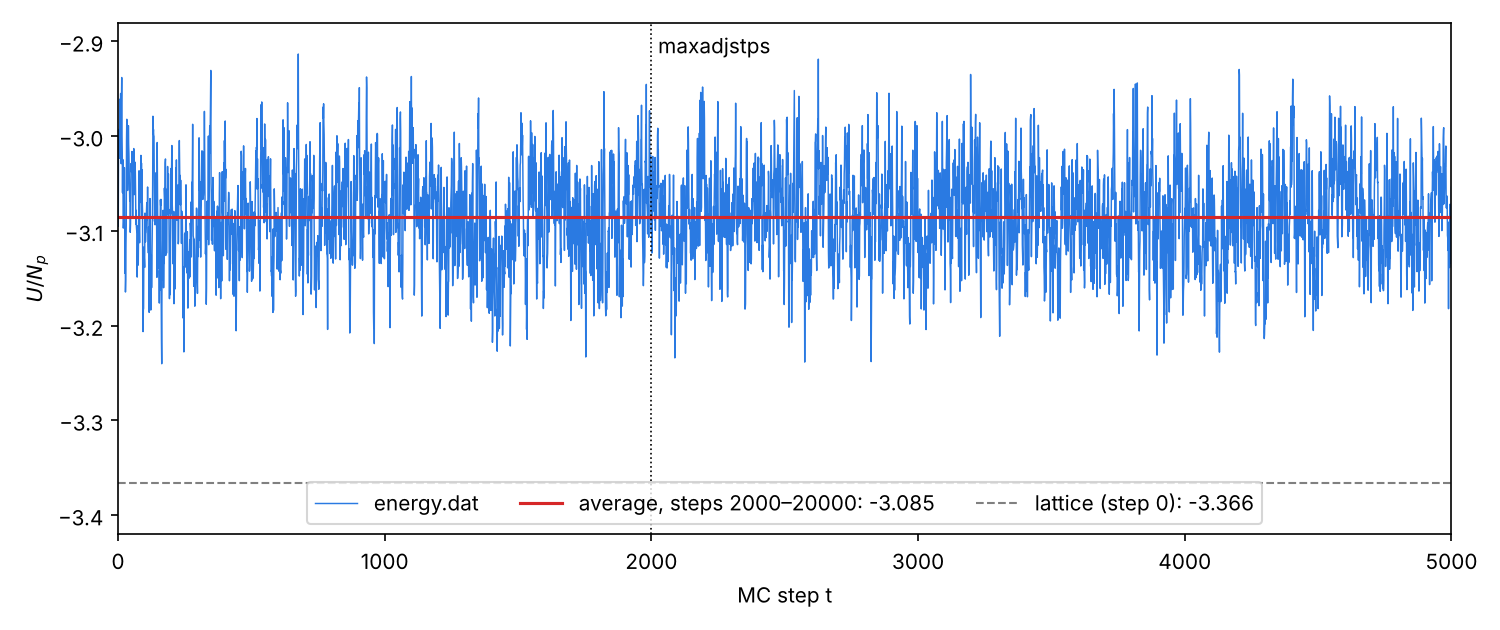 −2.9
−3.0
−3.1
−3.2
−3.3
−3.4
U/Np
maxadjstps
energy.dat
average, steps 2000–20000: -3.085
lattice (step 0): -3.366
0
1000
2000
3000
4000
5000
MC step t